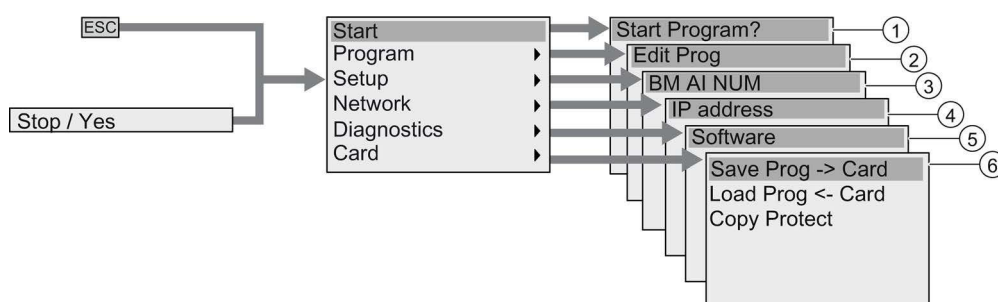 ESC
Stop / Yes
Start
Program
Setup
Network
Diagnostics
Card
Start Program?
1
Edit Prog
2
BM AI NUM
3
IP address
4
Software
5
Save Prog -> Card
6
Load Prog <- Card
Copy Protect